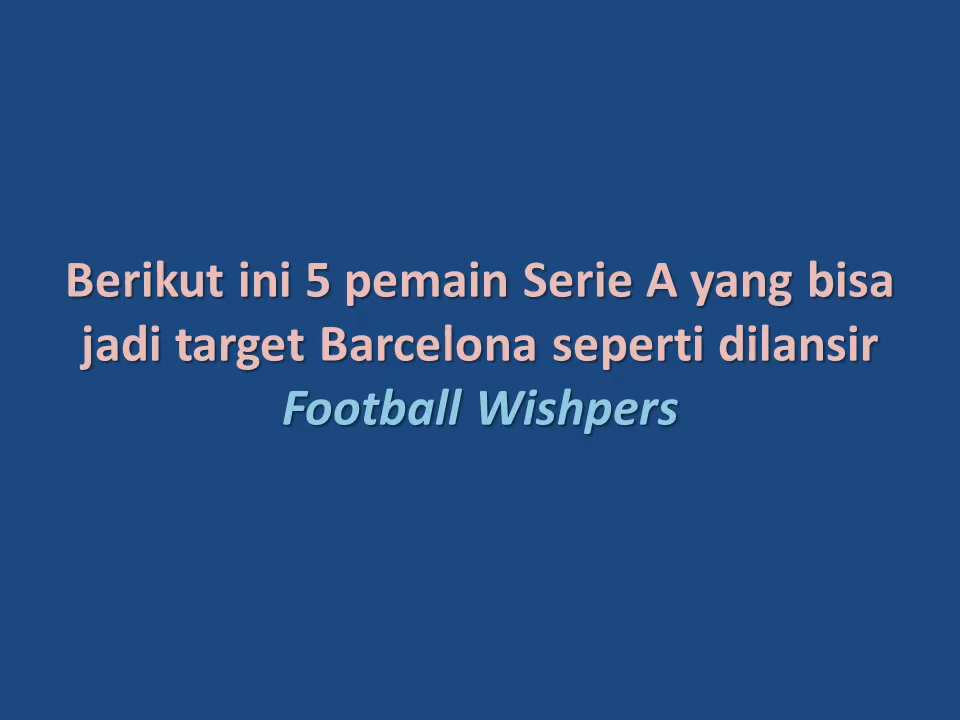 Berikut ini 5 pemain Serie A yang bisa
jadi target Barcelona seperti dilansir
Football Wishpers